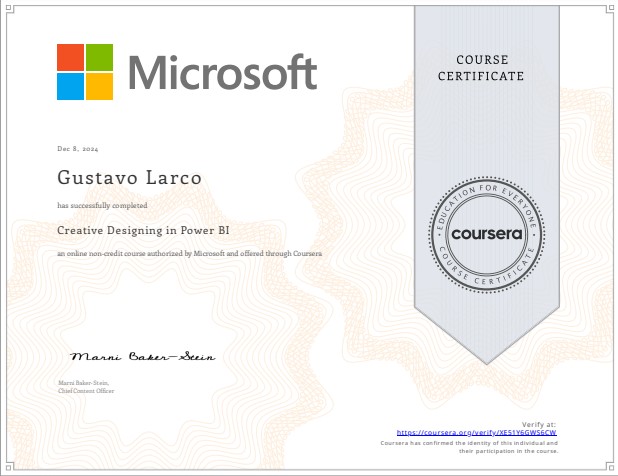 Microsoft
COURSE
CERTIFICATE
Dec 8, 2024
Gustavo Larco
has successfully completed
Creative Designing in Power BI
an online non-credit course authorized by Microsoft and offered through Coursera
EDUCATION FOR EVERYONE
coursera
COURSE CERTIFICATE
Marni Baker-Stein
Marni Baker-Stein,
Chief Content Officer
Verify at:
https://coursera.org/verify/XE51Y6GWS6CW
Coursera has confirmed the identity of this individual and
their participation in the course.